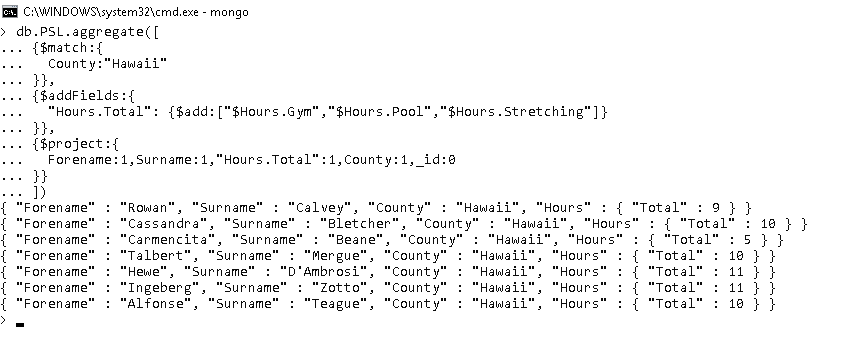 C:\WINDOWS\system32\cmd.exe - mongo
> db.PSL.aggregate([
... {$match:{
...   County:"Hawaii"
... }},
... {$addFields:{
...   "Hours.Total": {$add:["$Hours.Gym","$Hours.Pool","$Hours.Stretching"]}
... }},
... {$project:{
...   Forename:1,Surname:1,"Hours.Total":1,County:1,_id:0
... }}
... ])
{ "Forename" : "Rowan", "Surname" : "Calvey", "County" : "Hawaii", "Hours" : { "Total" : 9 } }
{ "Forename" : "Cassandra", "Surname" : "Bletcher", "County" : "Hawaii", "Hours" : { "Total" : 10 } }
{ "Forename" : "Carmencita", "Surname" : "Beane", "County" : "Hawaii", "Hours" : { "Total" : 5 } }
{ "Forename" : "Talbert", "Surname" : "Mergue", "County" : "Hawaii", "Hours" : { "Total" : 10 } }
{ "Forename" : "Hewe", "Surname" : "D'Ambrosi", "County" : "Hawaii", "Hours" : { "Total" : 11 } }
{ "Forename" : "Ingeberg", "Surname" : "Zotto", "County" : "Hawaii", "Hours" : { "Total" : 11 } }
{ "Forename" : "Alfonse", "Surname" : "Teague", "County" : "Hawaii", "Hours" : { "Total" : 10 } }
>